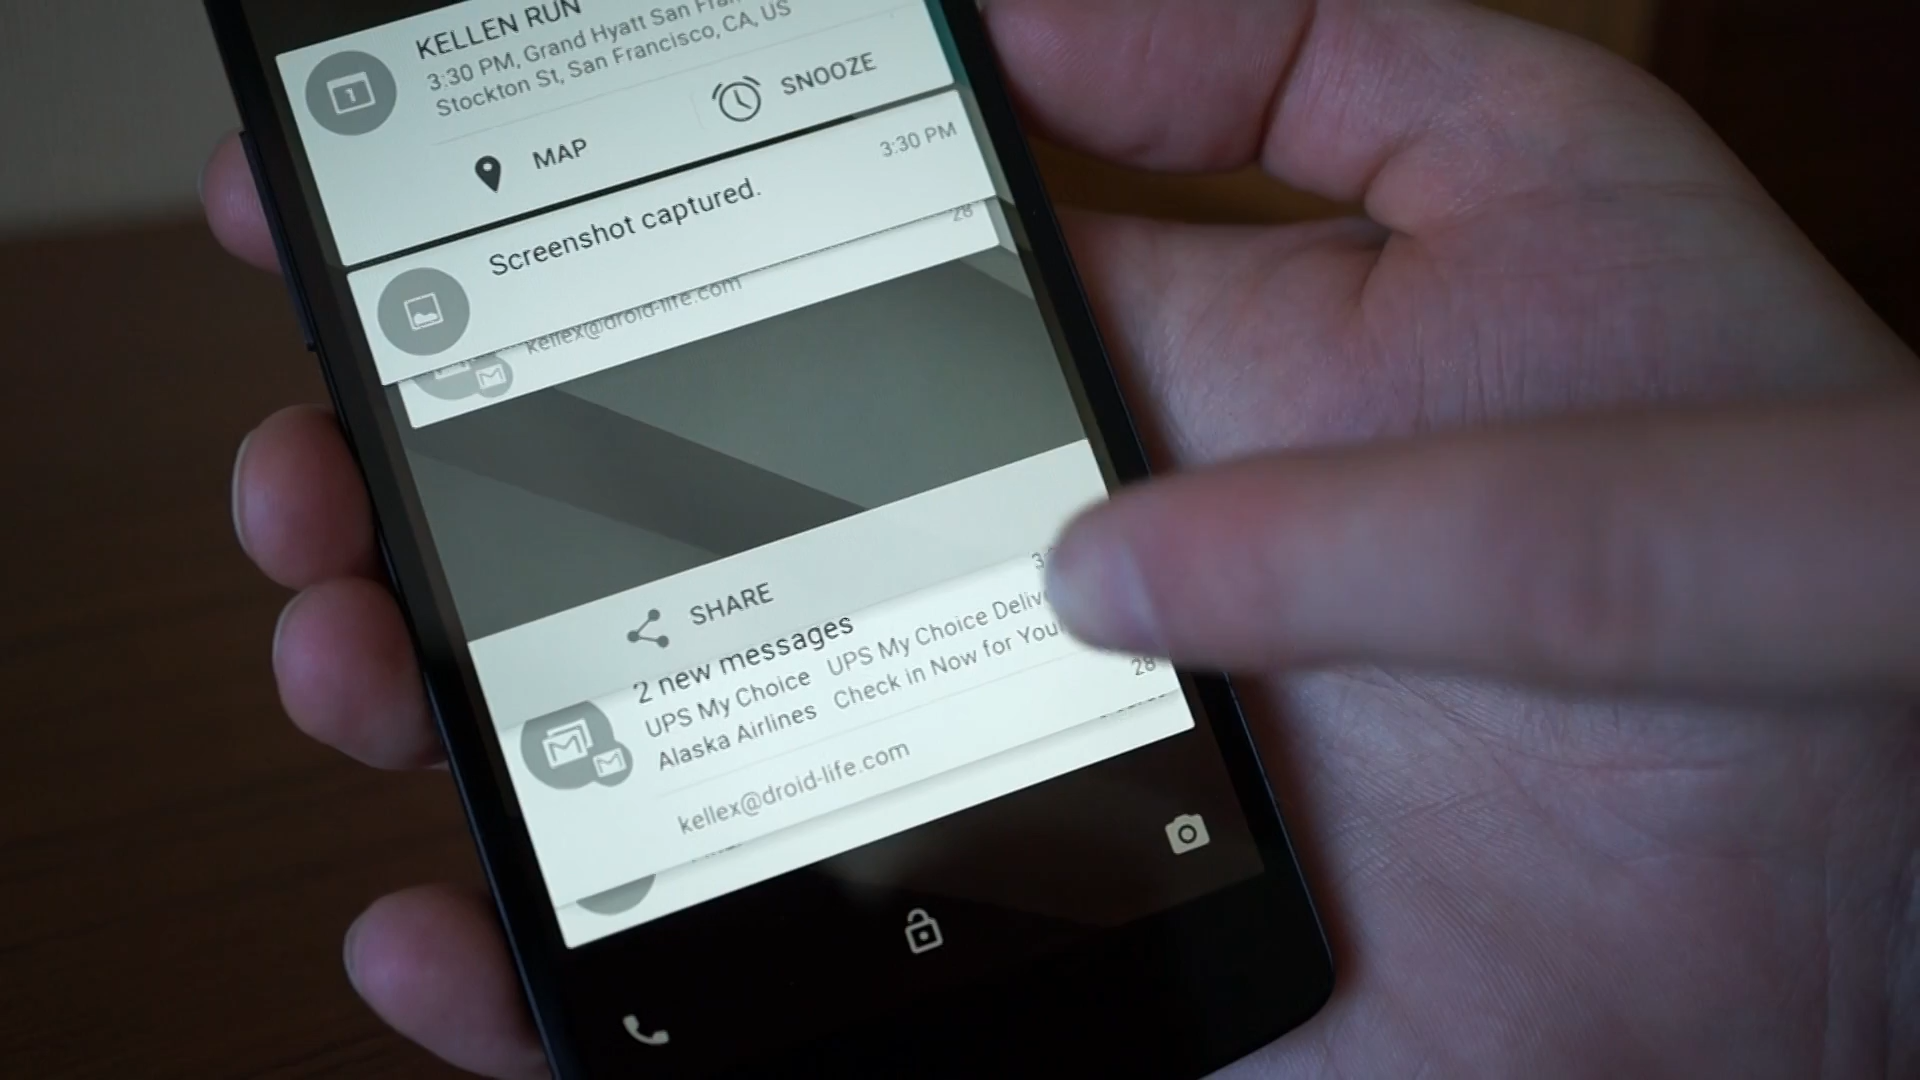 KELLEN RUN
3:30 PM, Grand Hyatt San Fran
Stockton St, San Francisco, CA, US
MAP
SNOOZE
3:30 PM
Screenshot captured.
28
kellex@droid-life.com
SHARE
2 new messages
UPS My Choice UPS My Choice Deliv
Alaska Airlines Check in Now for You
28
kellex@droid-life.com